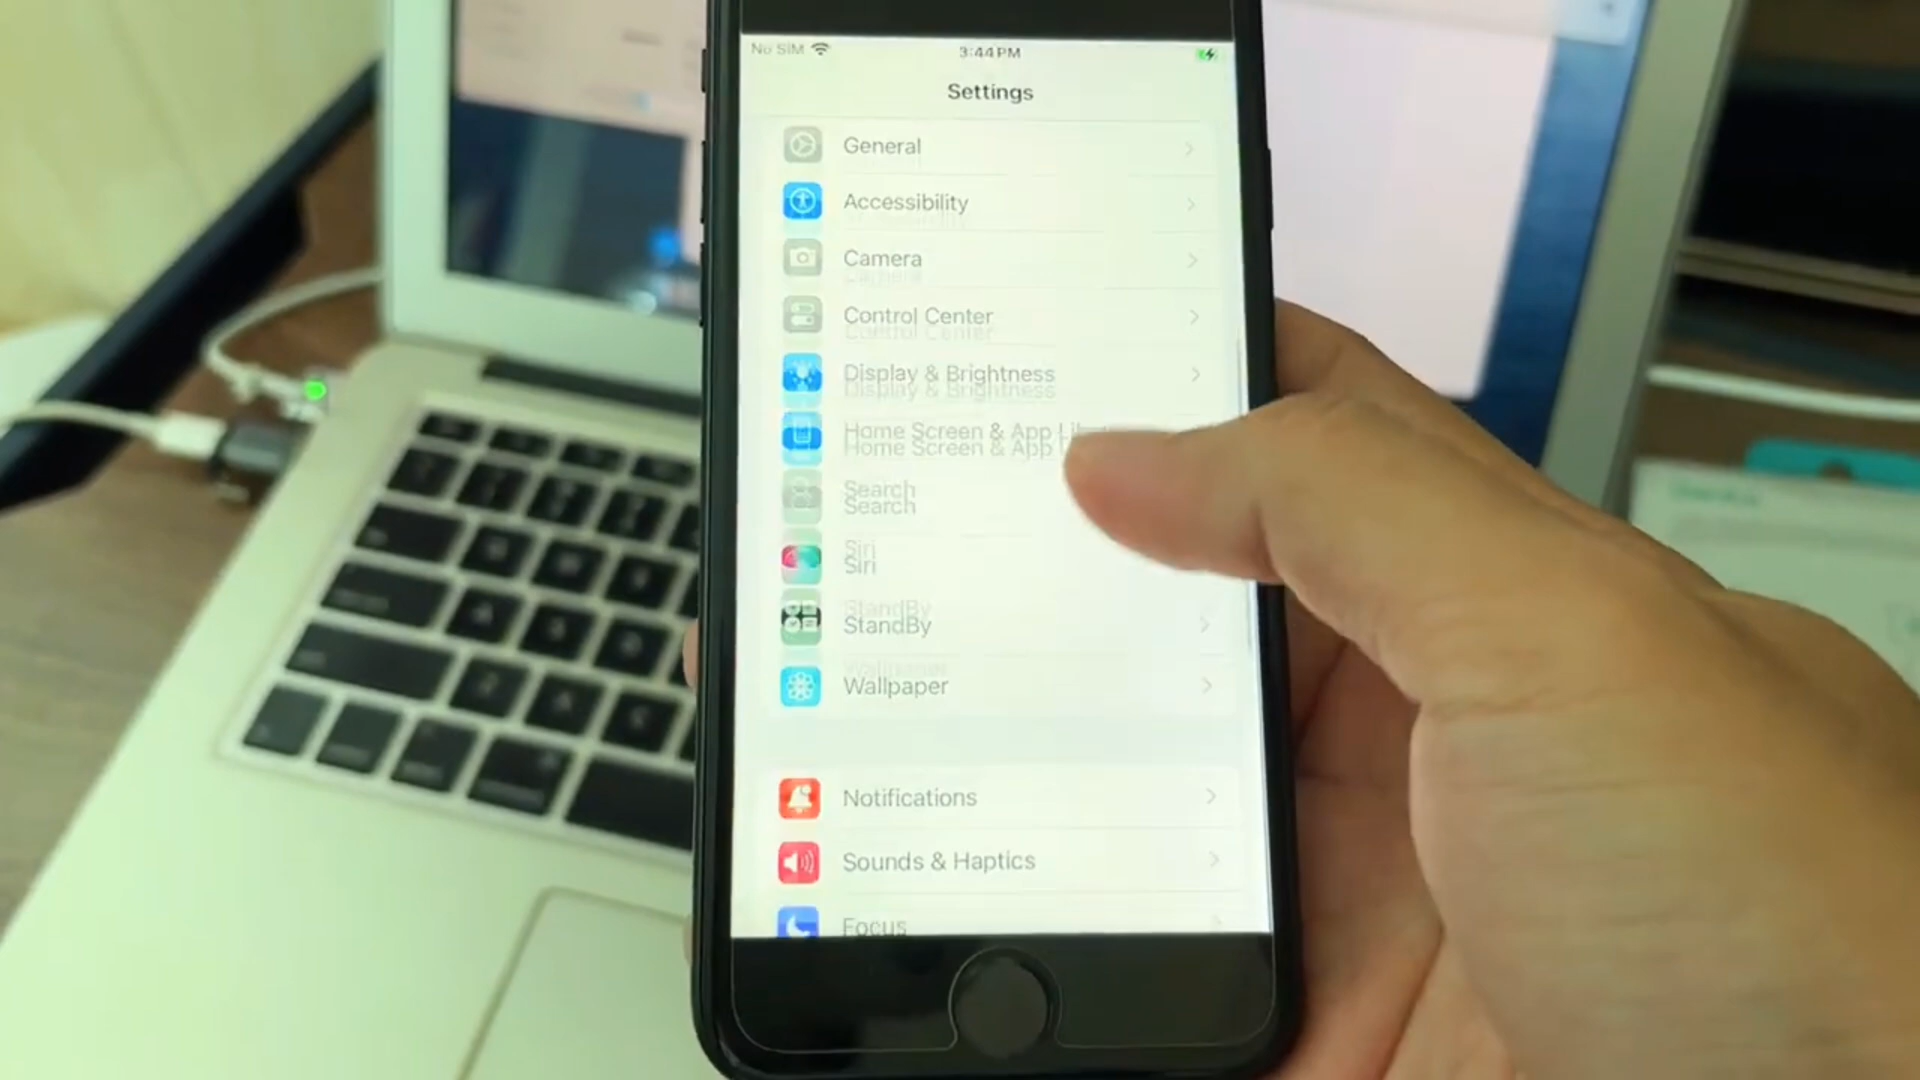 No SIM
3:44 PM
Settings
General
Accessibility
Camera
Control Center
Display & Brightness
Home Screen & App
Search
Siri
StandBy
Wallpaper
Notifications
Sounds & Haptics
Focus